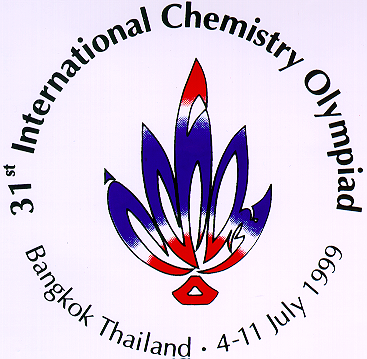 31st International Chemistry Olympiad
Bangkok Thailand · 4-11 July 1999